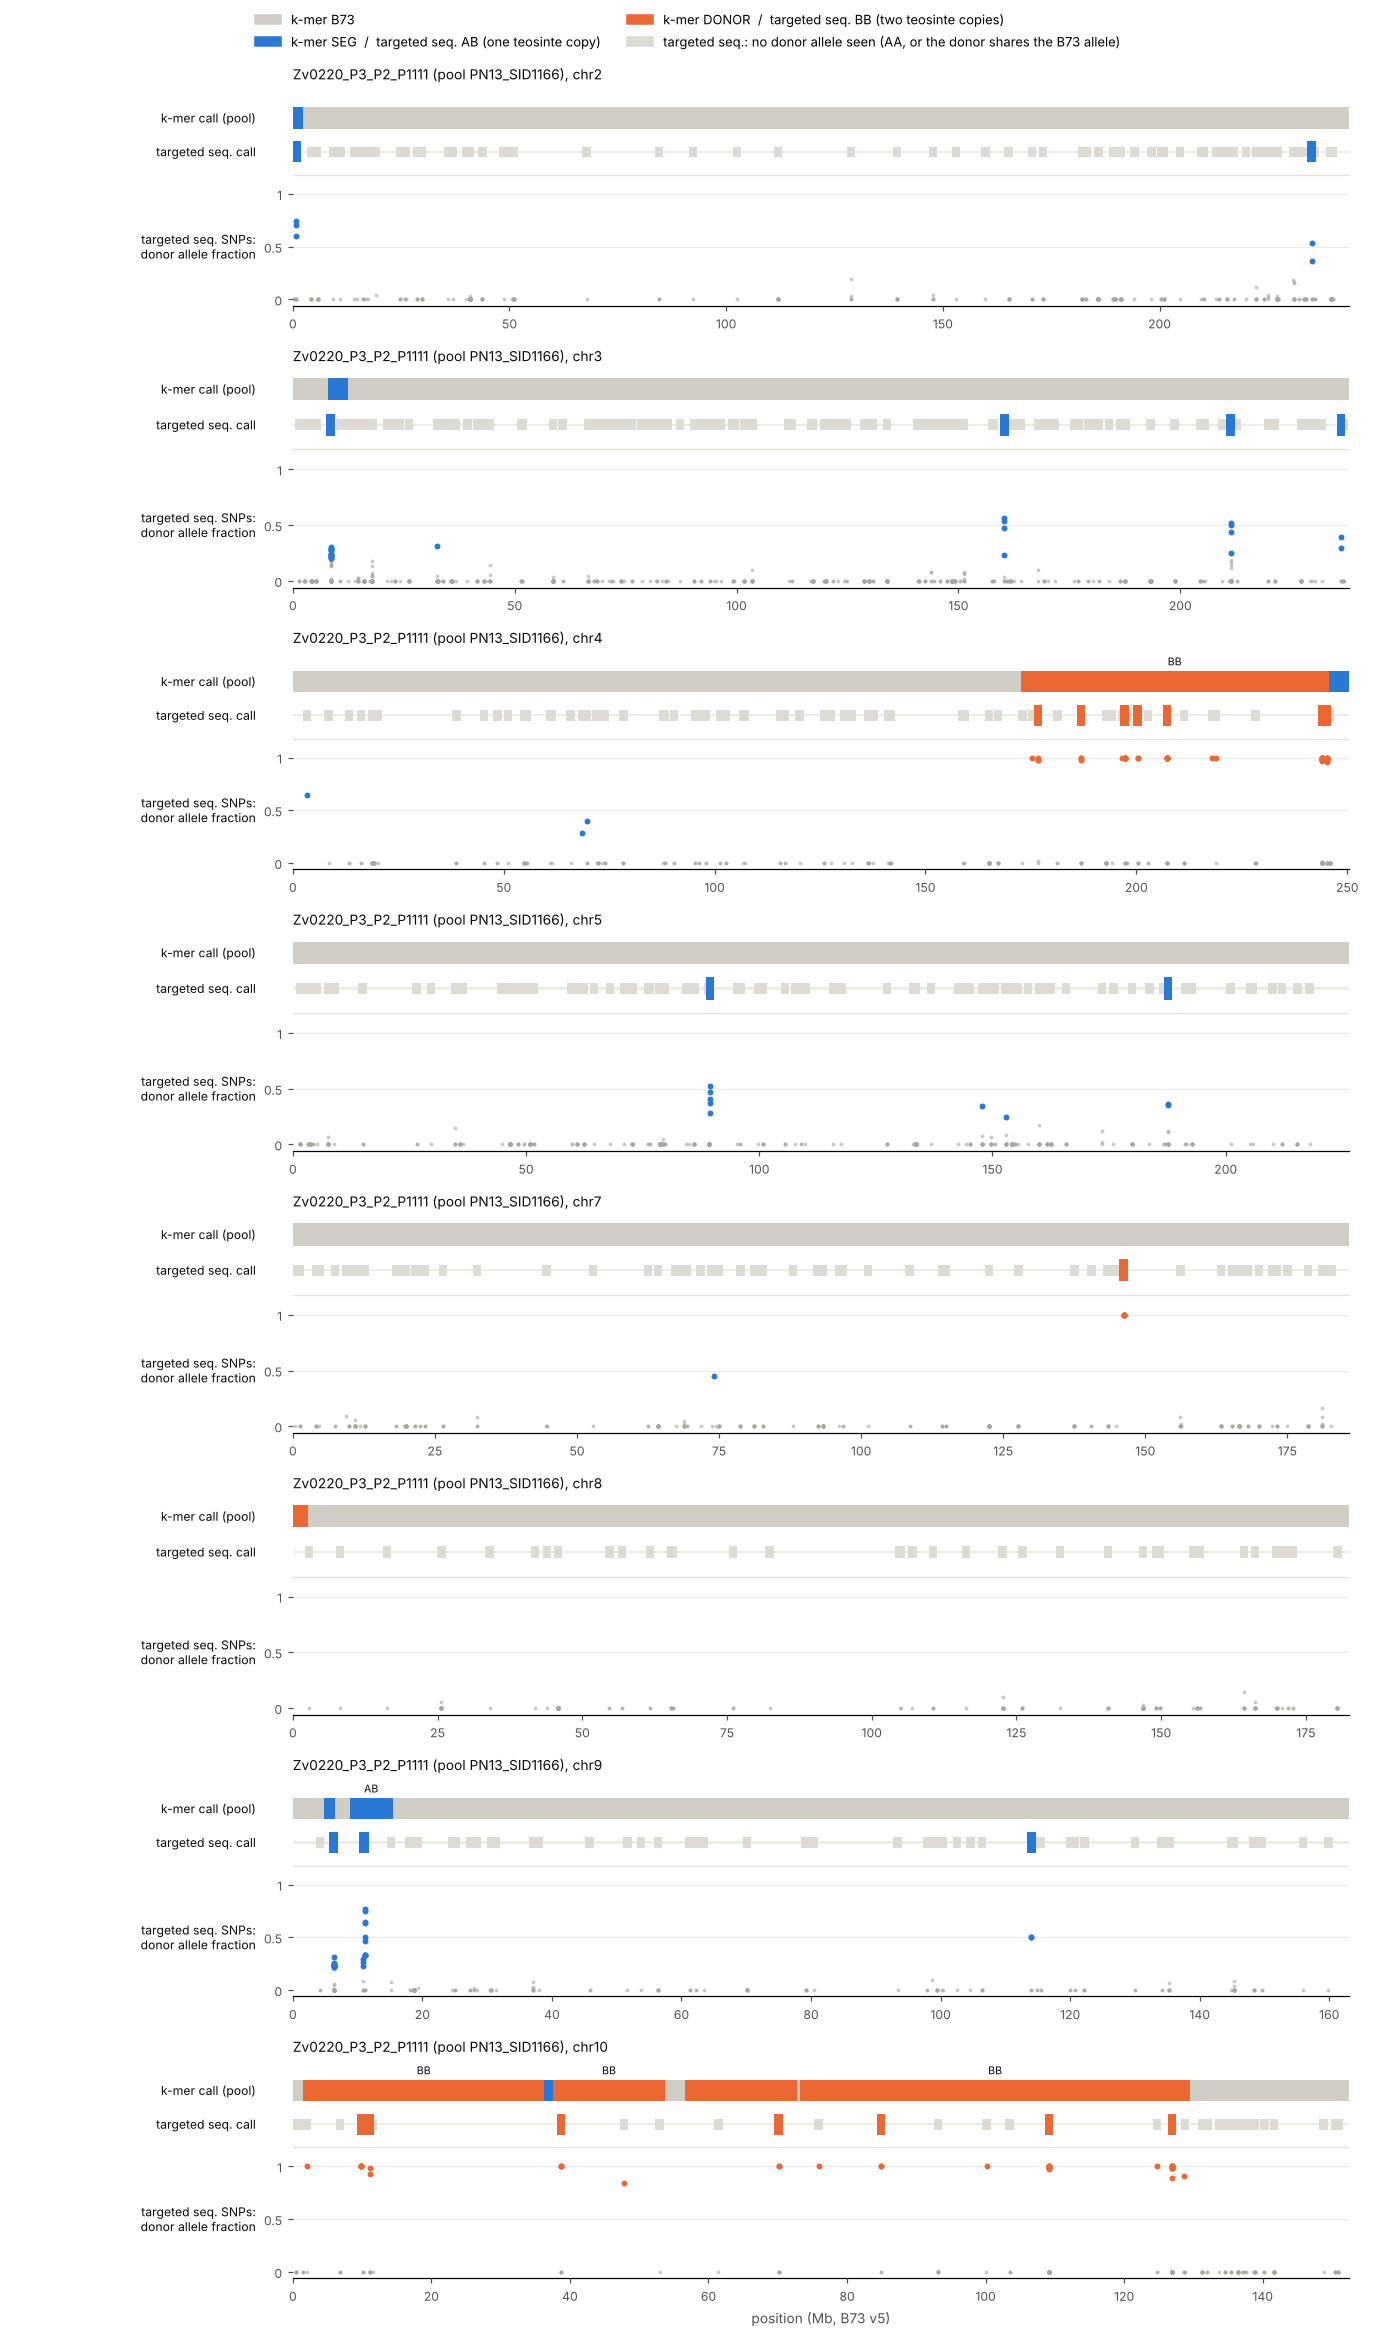 k-mer B73
k-mer DONOR / targeted seq. BB (two teosinte copies)
k-mer SEG / targeted seq. AB (one teosinte copy)
targeted seq.: no donor allele seen (AA, or the donor shares the B73 allele)
Zv0220_P3_P2_P1111 (pool PN13_SID1166), chr2
k-mer call (pool)
targeted seq. call
1
targeted seq. SNPs:
donor allele fraction
0.5
0
0 50 100 150 200
Zv0220_P3_P2_P1111 (pool PN13_SID1166), chr3
k-mer call (pool)
targeted seq. call
1
targeted seq. SNPs:
donor allele fraction
0.5
0
0 50 100 150 200
Zv0220_P3_P2_P1111 (pool PN13_SID1166), chr4
BB
k-mer call (pool)
targeted seq. call
1
targeted seq. SNPs:
donor allele fraction
0.5
0
0 50 100 150 200 250
Zv0220_P3_P2_P1111 (pool PN13_SID1166), chr5
k-mer call (pool)
targeted seq. call
1
targeted seq. SNPs:
donor allele fraction
0.5
0
0 50 100 150 200
Zv0220_P3_P2_P1111 (pool PN13_SID1166), chr7
k-mer call (pool)
targeted seq. call
1
targeted seq. SNPs:
donor allele fraction
0.5
0
0 25 50 75 100 125 150 175
Zv0220_P3_P2_P1111 (pool PN13_SID1166), chr8
k-mer call (pool)
targeted seq. call
1
targeted seq. SNPs:
donor allele fraction
0.5
0
0 25 50 75 100 125 150 175
Zv0220_P3_P2_P1111 (pool PN13_SID1166), chr9
AB
k-mer call (pool)
targeted seq. call
1
targeted seq. SNPs:
donor allele fraction
0.5
0
0 20 40 60 80 100 120 140 160
Zv0220_P3_P2_P1111 (pool PN13_SID1166), chr10
BB BB BB
k-mer call (pool)
targeted seq. call
1
targeted seq. SNPs:
donor allele fraction
0.5
0
0 20 40 60 80 100 120 140
position (Mb, B73 v5)